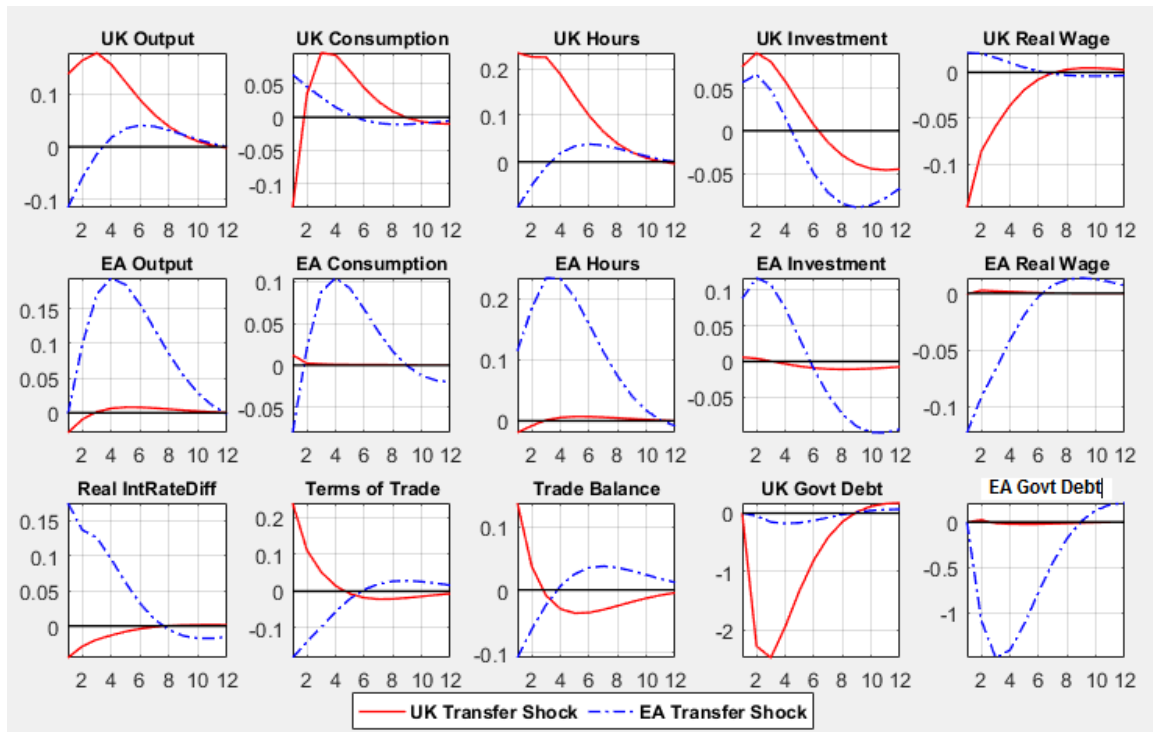 UK Output UK Consumption UK Hours UK Investment UK Real Wage
0.1 0.05 0.2 0.05 0
0 0 0.1 0 -0.05
-0.1 -0.05 0 -0.05 -0.1
-0.1
2 4 6 8 10 12 2 4 6 8 10 12 2 4 6 8 10 12 2 4 6 8 10 12 2 4 6 8 10 12
EA Output EA Consumption EA Hours EA Investment EA Real Wage
0.15 0.1 0.2 0.1 0
0.1 0.05 0.1 0.05 -0.05
0.05 0 0 0 -0.1
0 -0.05 -0.05
2 4 6 8 10 12 2 4 6 8 10 12 2 4 6 8 10 12 2 4 6 8 10 12 2 4 6 8 10 12
Real IntRateDiff Terms of Trade Trade Balance UK Govt Debt EA Govt Debt
0.15 0.2 0.1 0 0
0.1 0.1 0 -1 -0.5
0.05 0 -0.1 -2 -1
0 -0.1
2 4 6 8 10 12 2 4 6 8 10 12 2 4 6 8 10 12 2 4 6 8 10 12 2 4 6 8 10 12
UK Transfer Shock EA Transfer Shock